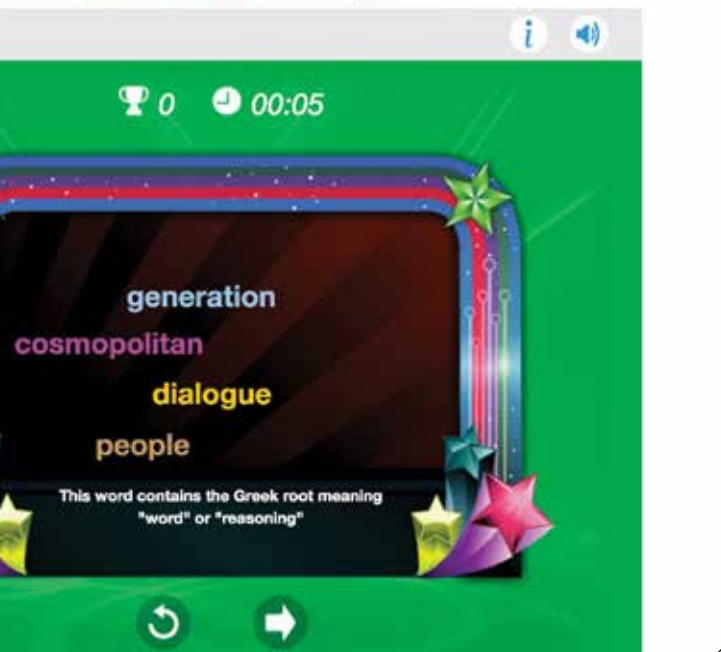 0 00:05
generation
cosmopolitan
dialogue
people
This word contains the Greek root meaning
"word" or "reasoning"